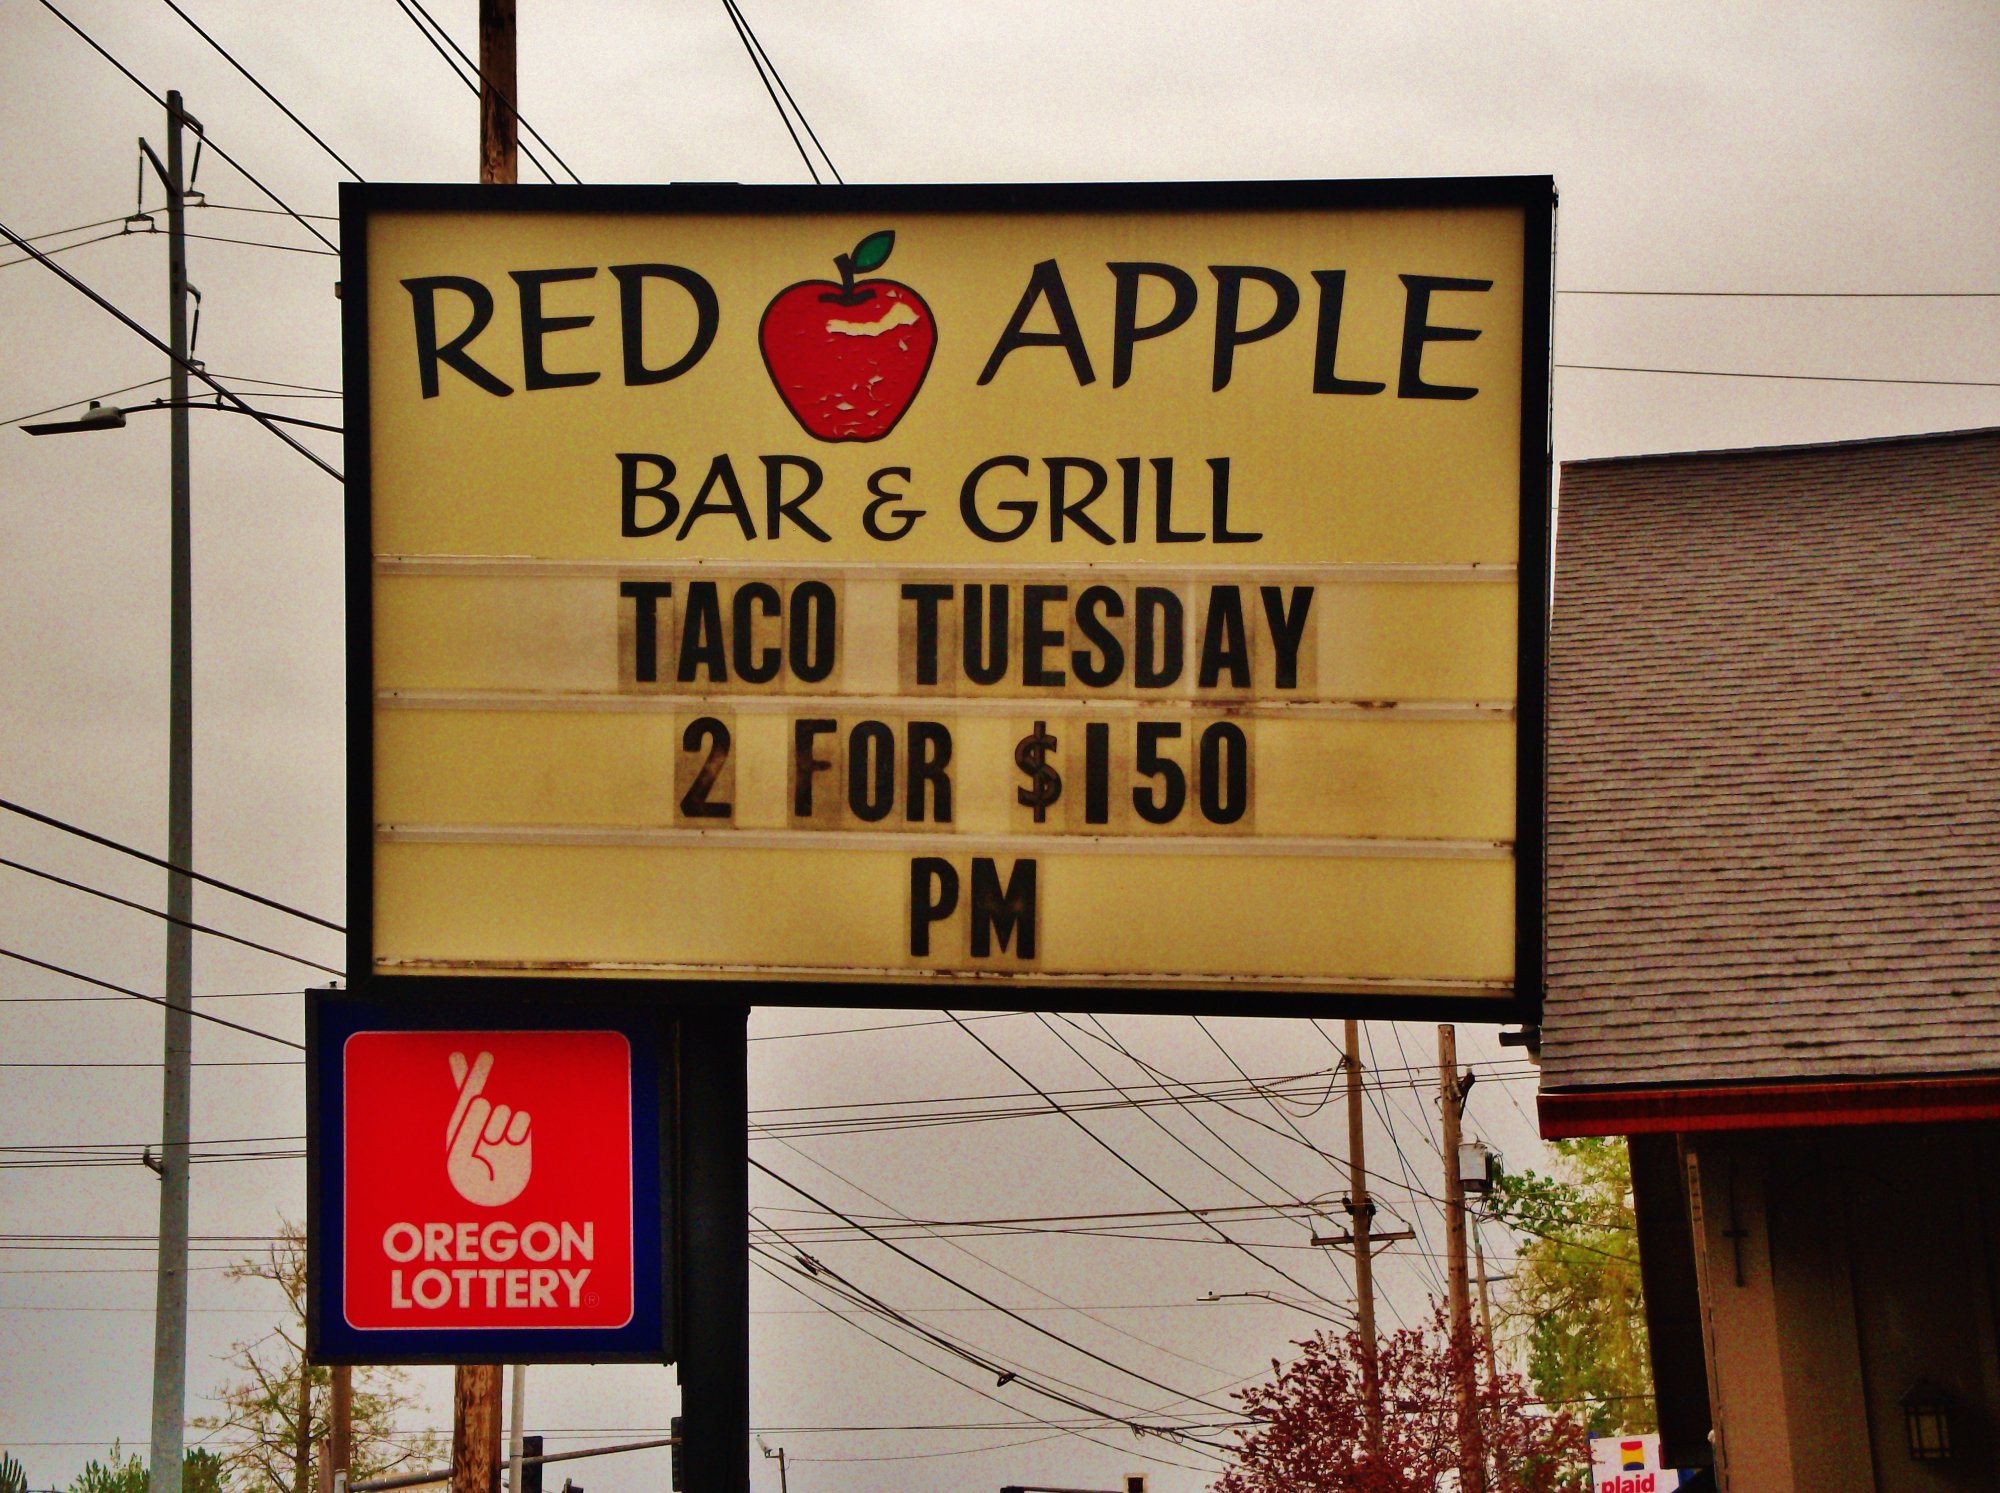 RED APPLE
BAR & GRILL
TACO TUESDAY
2 FOR $150
PM
OREGON
LOTTERY®
plaid